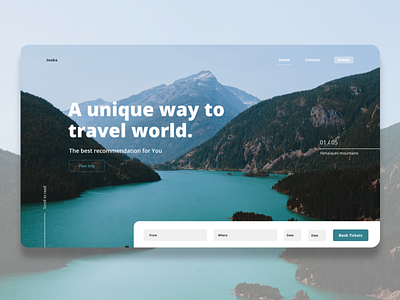 inoka
Home
Contact
A unique way to
travel world.
The best recommendation for You
Plan trip
01 / 05
Himalayan mountains
Scroll to read
From
Where
Date
Date
Book Tickets